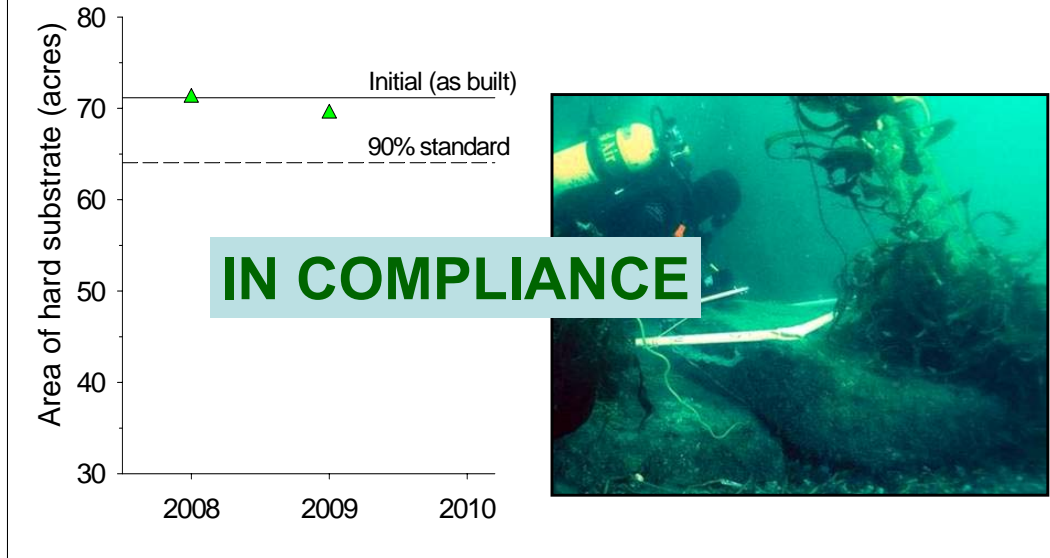 Area of hard substrate (acres)
80
70
60
50
40
30
Initial (as built)
90% standard
IN COMPLIANCE
Air
2008
2009
2010